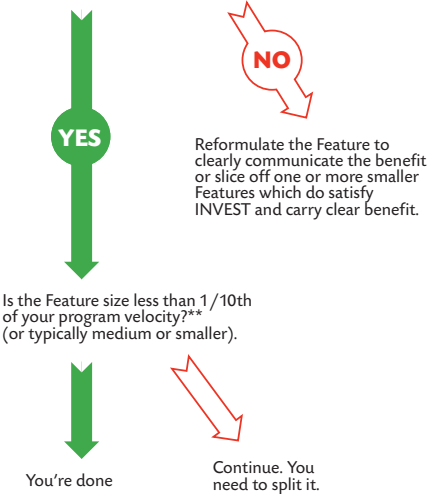 NO
YES
Reformulate the Feature to
clearly communicate the benefit
or slice off one or more smaller
Features which do satisfy
INVEST and carry clear benefit.
Is the Feature size less than 1/10th
of your program velocity?**
(or typically medium or smaller).
You're done
Continue. You
need to split it.